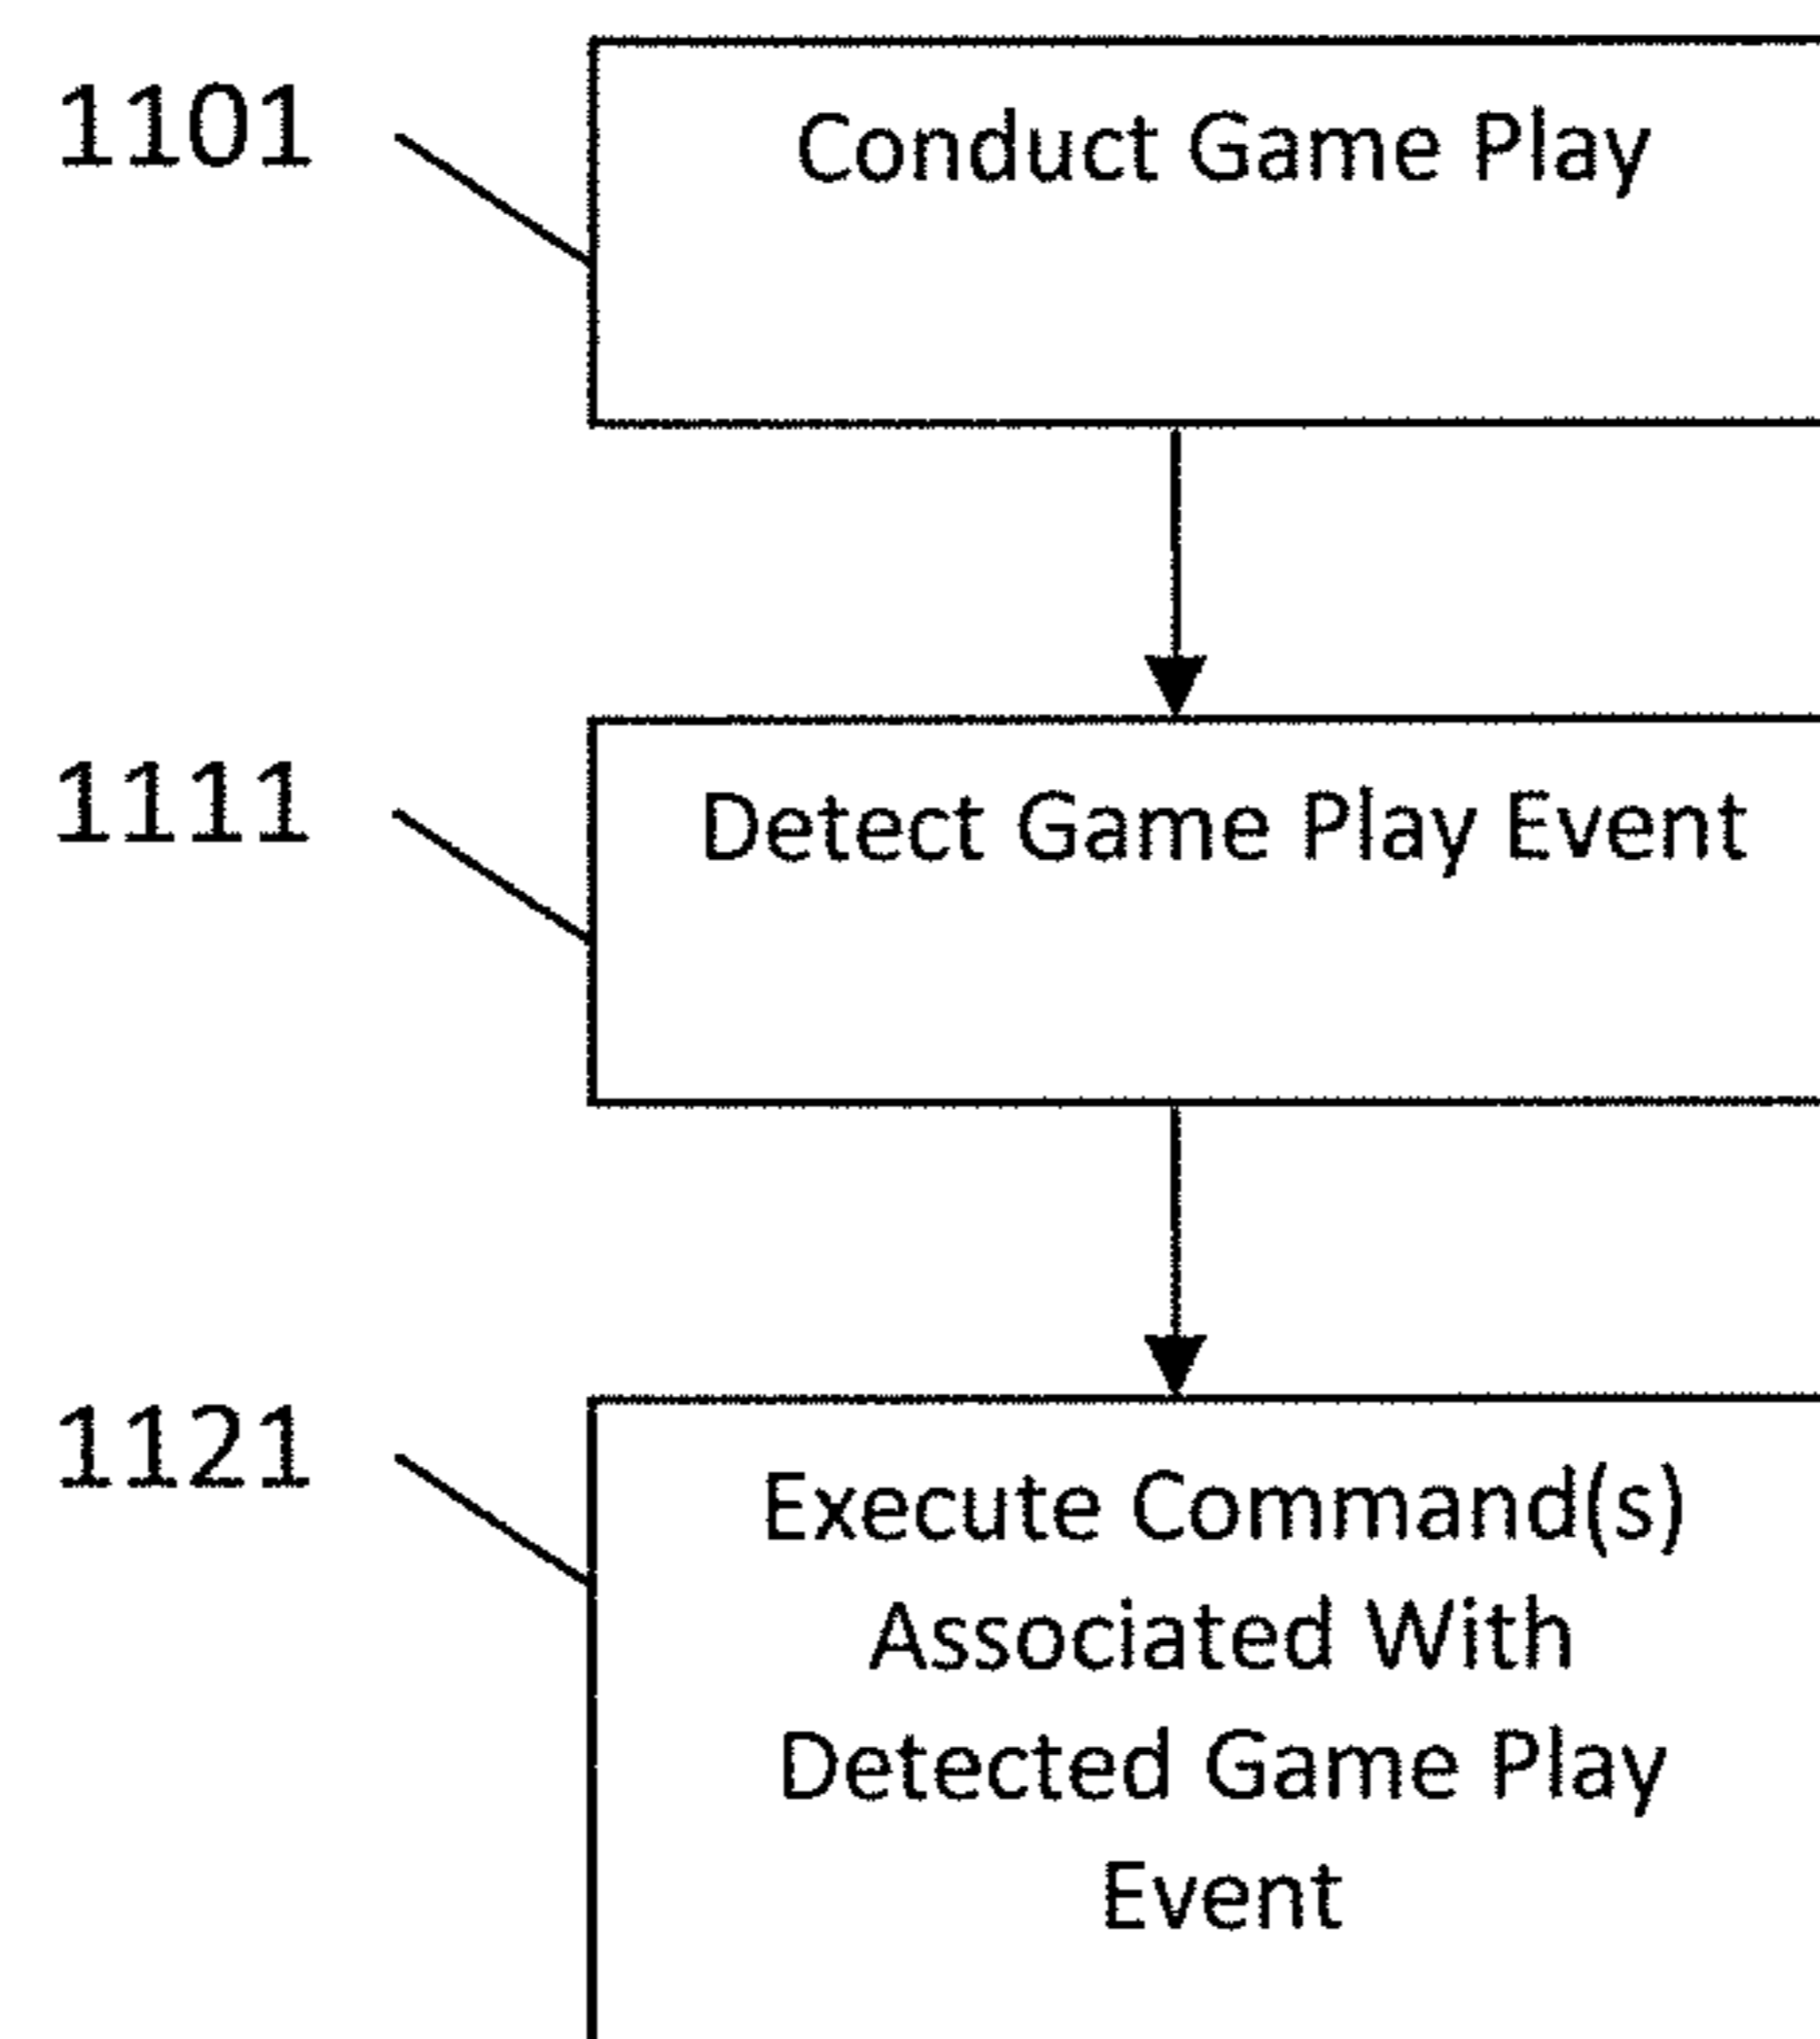 1101
Conduct Game Play
1111
Detect Game Play Event
1121
Execute Command(s)
Associated With
Detected Game Play
Event